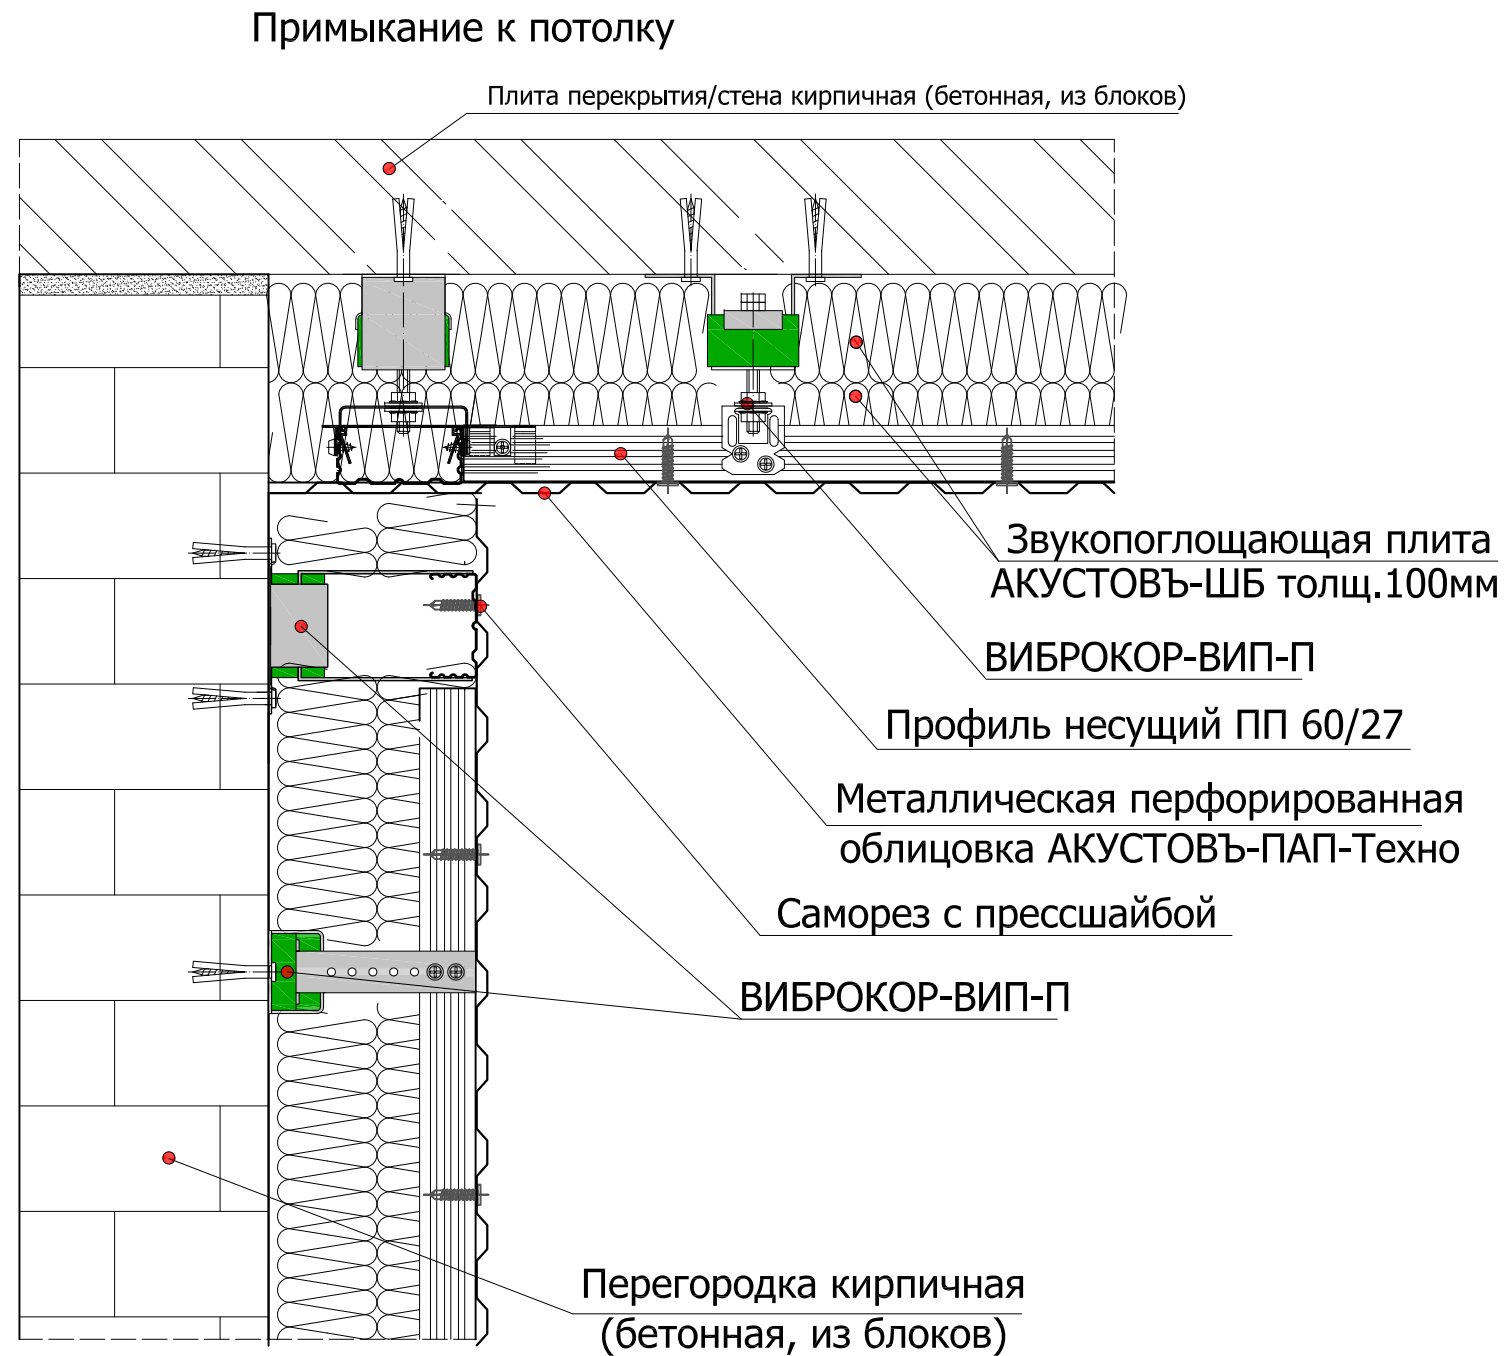 Примыкание к потолку
Плита перекрытия/стена кирпичная (бетонная, из блоков)
Звукопоглощающая плита
АКУСТОВЪ-ШБ толщ.100мм
ВИБРОКОР-ВИП-П
Профиль несущий ПП 60/27
Металлическая перфорированная
облицовка АКУСТОВЪ-ПАП-Техно
Саморез с прессшайбой
ВИБРОКОР-ВИП-П
Перегородка кирпичная
(бетонная, из блоков)